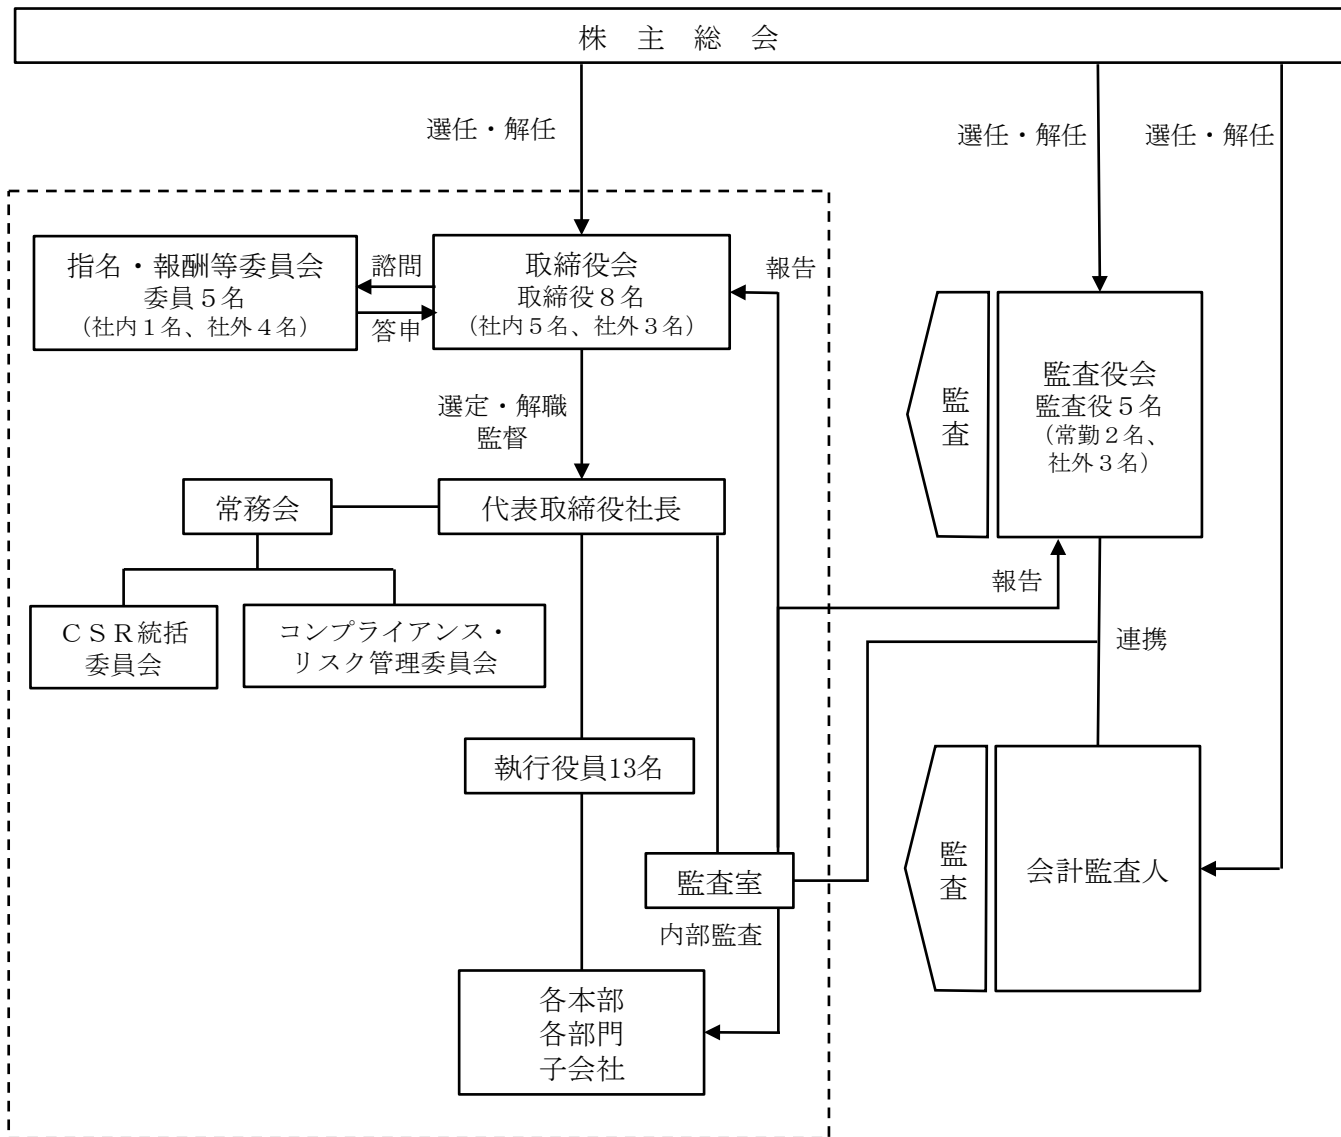 株　主　総　会
選任・解任
選任・解任
選任・解任
指名・報酬等委員会
委員５名
（社内１名、社外４名）
諮問
答申
取締役会
取締役８名
（社内５名、社外３名）
報告
監査
監査役会
監査役５名
（常勤２名、
社外３名）
選定・解職
監督
常務会
代表取締役社長
報告
ＣＳＲ統括
委員会
コンプライアンス・
リスク管理委員会
連携
執行役員13名
監査室
内部監査
監査
会計監査人
各本部
各部門
子会社